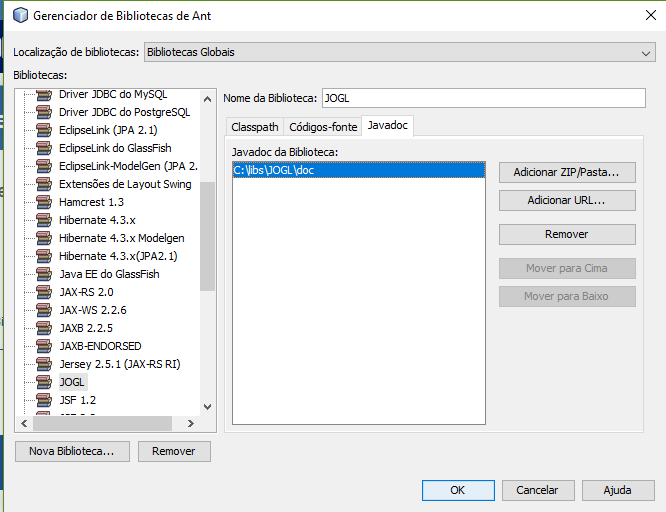 Gerenciador de Bibliotecas de Ant
Localização de bibliotecas: Bibliotecas Globais
Bibliotecas:
Driver JDBC do MySQL
Driver JDBC do PostgreSQL
EclipseLink (JPA 2.1)
EclipseLink do GlassFish
EclipseLink-ModelGen (JPA 2.
Extensões de Layout Swing
Hamcrest 1.3
Hibernate 4.3.x
Hibernate 4.3.x Modelgen
Hibernate 4.3.x(JPA2.1)
Java EE do GlassFish
JAX-RS 2.0
JAX-WS 2.2.6
JAXB 2.2.5
JAXB-ENDORSED
Jersey 2.5.1 (JAX-RS RI)
JOGL
JSF 1.2
Nova Biblioteca...
Remover
Nome da Biblioteca: JOGL
Classpath
Códigos-fonte
Javadoc
Javadoc da Biblioteca:
C:\libs\JOGL\doc
Adicionar ZIP/Pasta...
Adicionar URL...
Remover
Mover para Cima
Mover para Baixo
OK
Cancelar
Ajuda